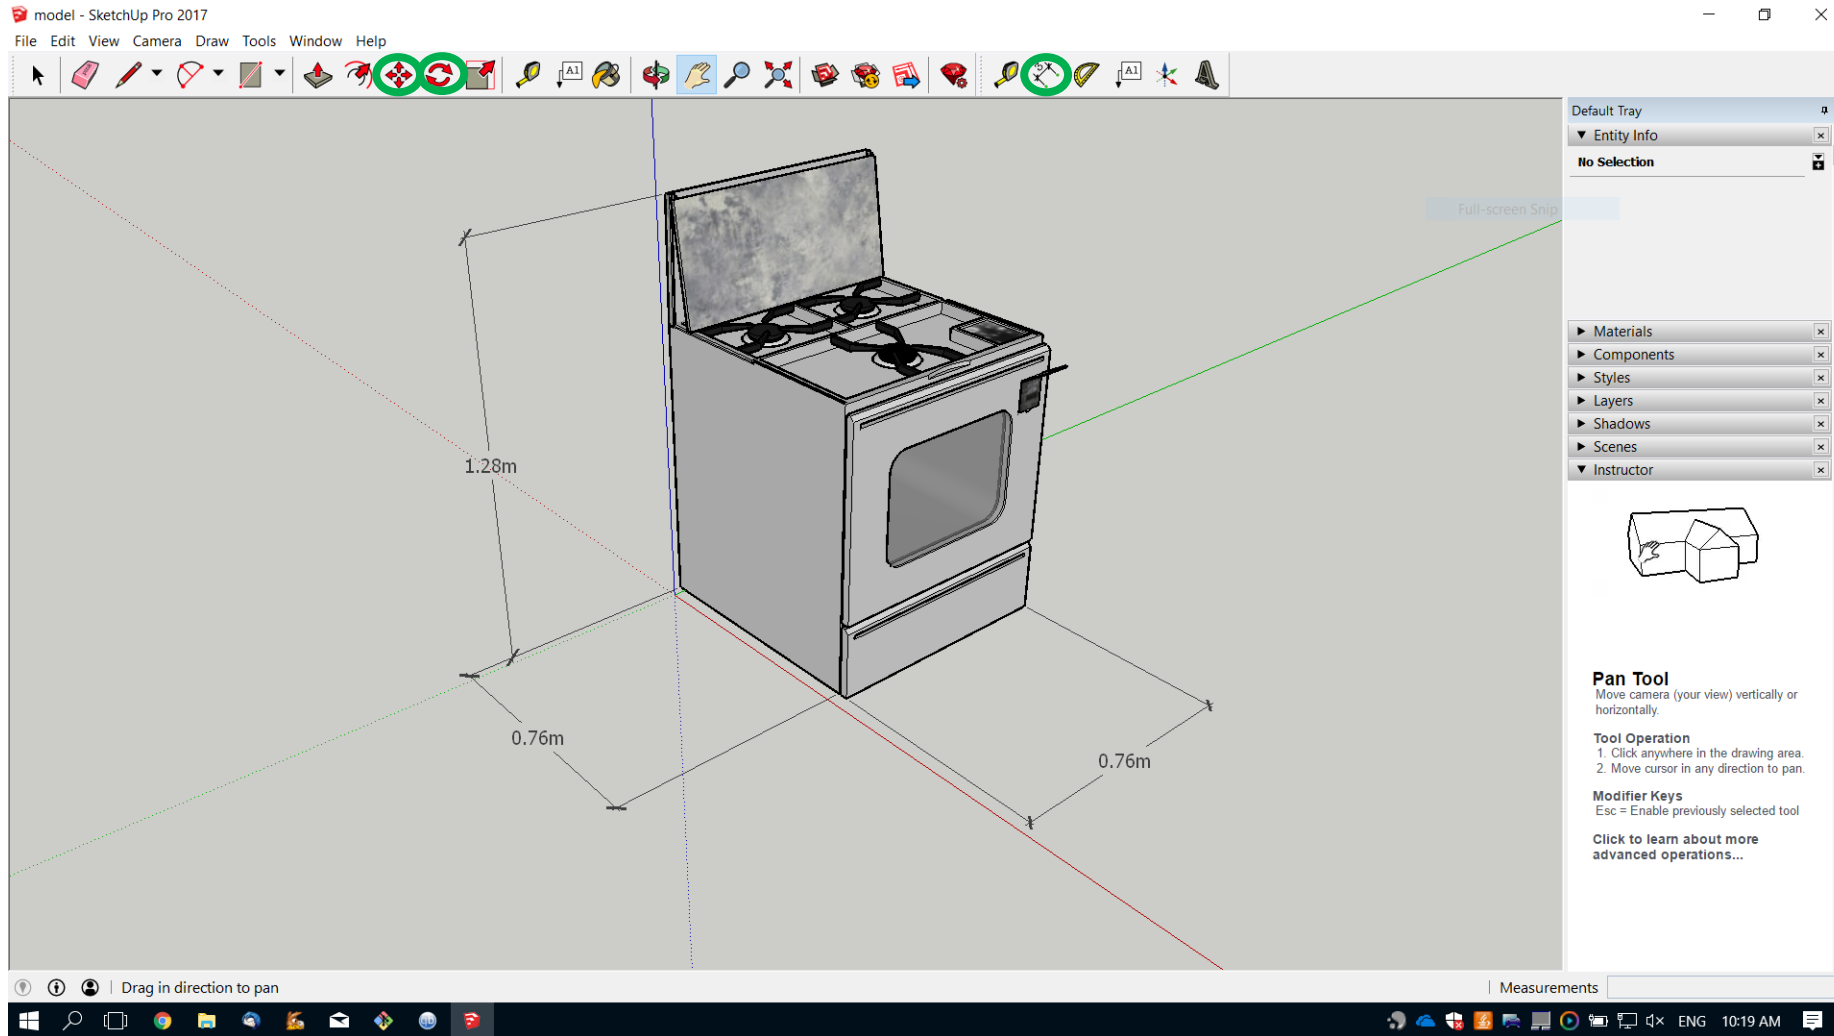 model - SketchUp Pro 2017
File Edit View Camera Draw Tools Window Help
A1
A1
Default Tray
Entity Info
No Selection
Full-screen Snip
Materials
Components
Styles
Layers
Shadows
Scenes
Instructor
1.28m
0.76m
0.76m
Pan Tool
Move camera (your view) vertically or
horizontally.
Tool Operation
1. Click anywhere in the drawing area.
2. Move cursor in any direction to pan.
Modifier Keys
Esc = Enable previously selected tool
Click to learn about more
advanced operations...
Drag in direction to pan
Measurements
ENG 10:19 AM